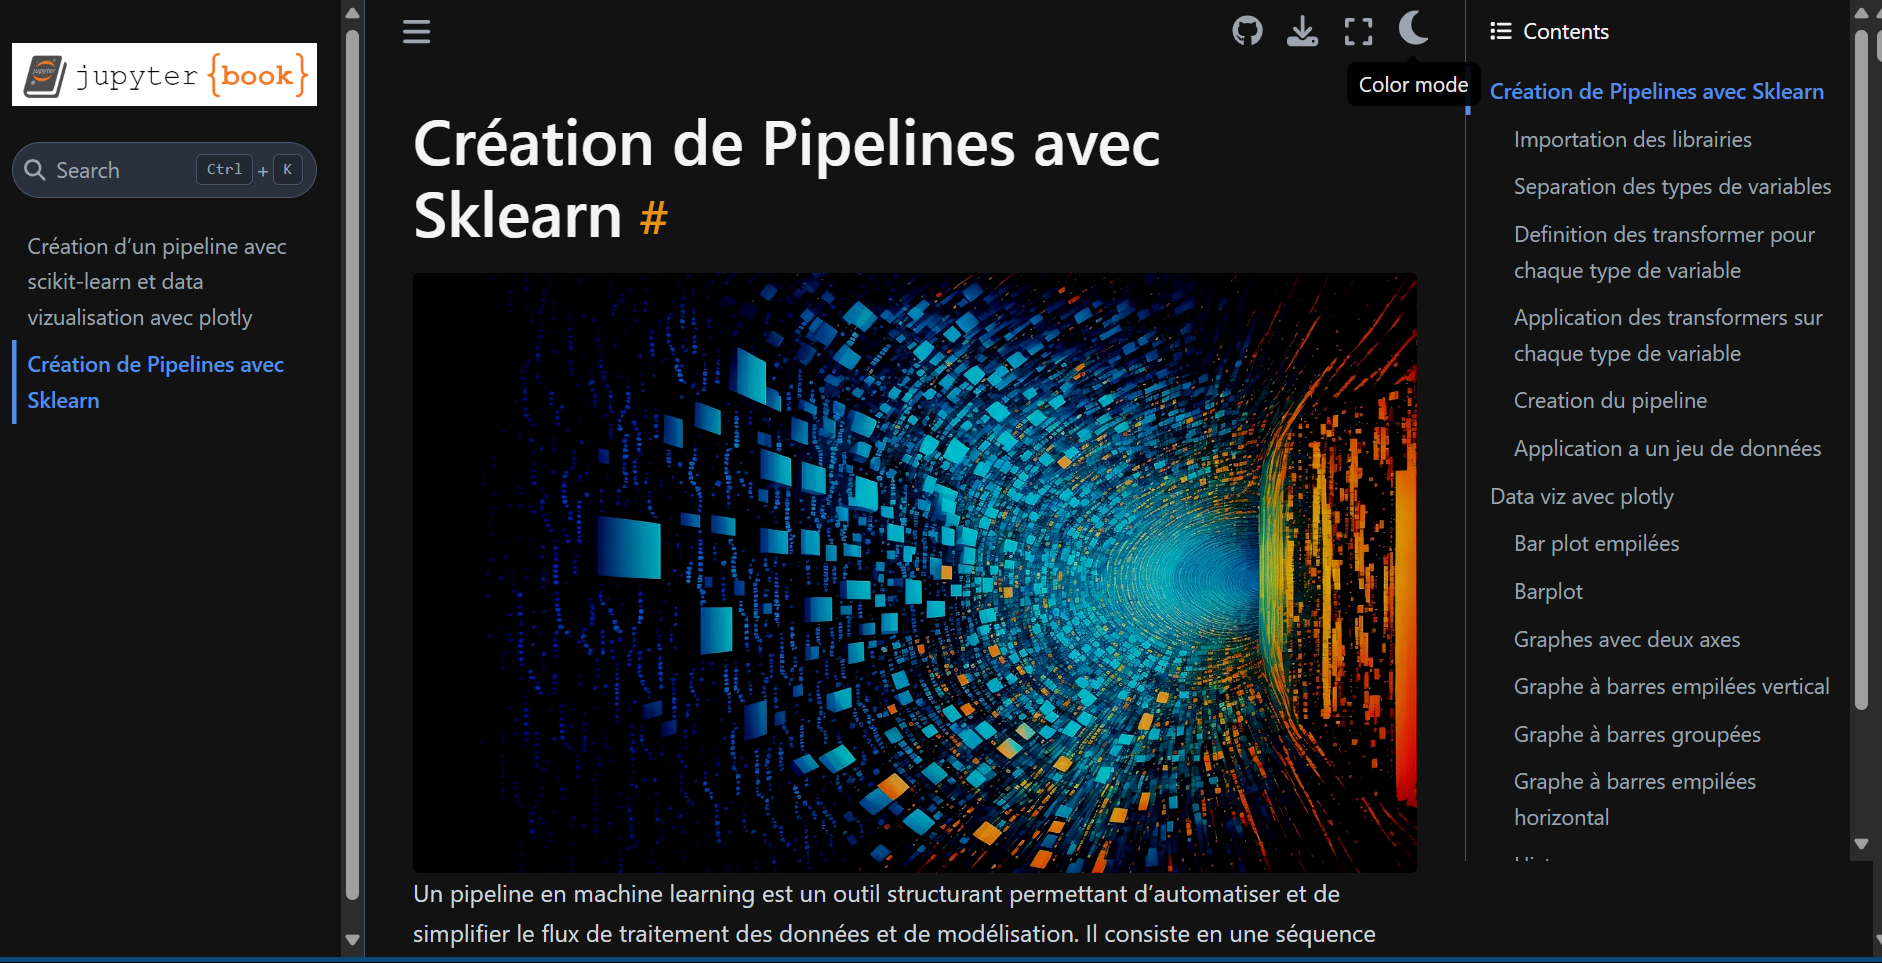 jupyter {book}
Search Ctrl + K
Création d’un pipeline avec
scikit-learn et data
vizualisation avec plotly
Création de Pipelines avec
Sklearn
Color mode
Création de Pipelines avec
Sklearn #
Un pipeline en machine learning est un outil structurant permettant d’automatiser et de
simplifier le flux de traitement des données et de modélisation. Il consiste en une séquence
Contents
Création de Pipelines avec Sklearn
Importation des librairies
Separation des types de variables
Definition des transformer pour
chaque type de variable
Application des transformers sur
chaque type de variable
Creation du pipeline
Application a un jeu de données
Data viz avec plotly
Bar plot empilées
Barplot
Graphes avec deux axes
Graphe à barres empilées vertical
Graphe à barres groupées
Graphe à barres empilées
horizontal